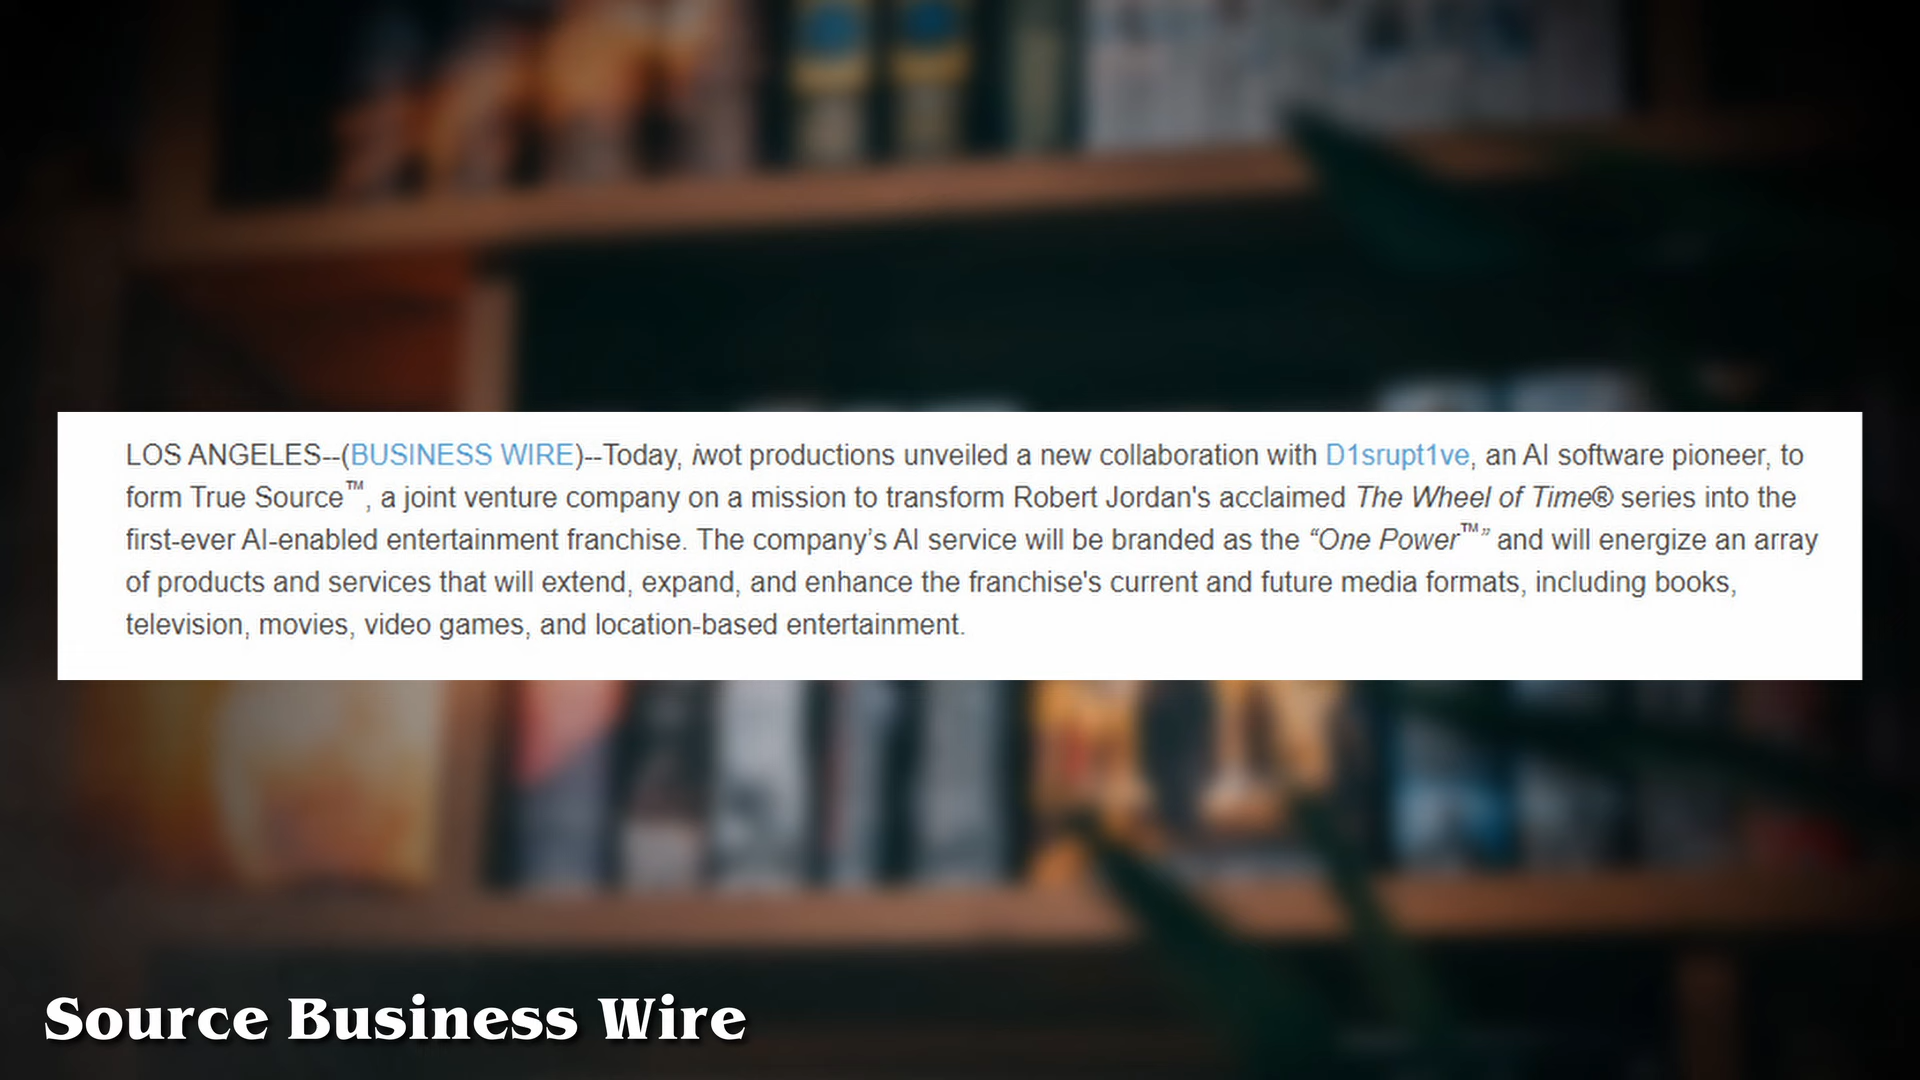 LOS ANGELES--(BUSINESS WIRE)--Today, iwot productions unveiled a new collaboration with D1srupt1ve, an AI software pioneer, to
form True Source™, a joint venture company on a mission to transform Robert Jordan's acclaimed The Wheel of Time® series into the
first-ever AI-enabled entertainment franchise. The company’s AI service will be branded as the “One Power™” and will energize an array
of products and services that will extend, expand, and enhance the franchise's current and future media formats, including books,
television, movies, video games, and location-based entertainment.
Source Business Wire